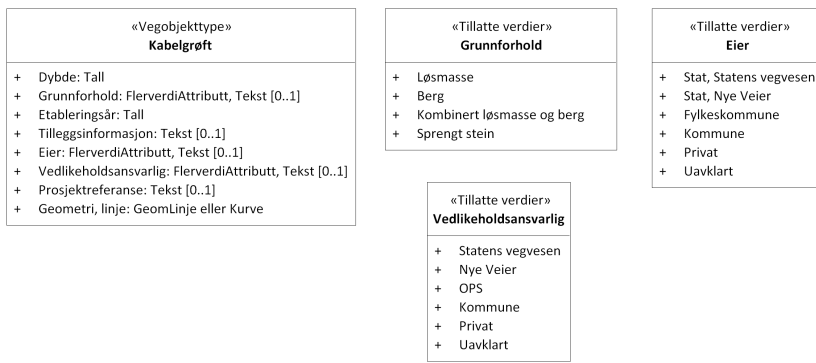 «Vegobjekttype»
Kabelgrøft
+ Dybde: Tall
+ Grunnforhold: FlerverdiAttributt, Tekst [0..1]
+ Etableringsår: Tall
+ Tilleggsinformasjon: Tekst [0..1]
+ Eier: FlerverdiAttributt, Tekst [0..1]
+ Vedlikeholdsansvarlig: FlerverdiAttributt, Tekst [0..1]
+ Prosjektreferanse: Tekst [0..1]
+ Geometri, linje: GeomLinje eller Kurve
«Tillatte verdier»
Grunnforhold
+ Løsmasse
+ Berg
+ Kombinert løsmasse og berg
+ Sprengt stein
«Tillatte verdier»
Eier
+ Stat, Statens vegvesen
+ Stat, Nye Veier
+ Fylkeskommune
+ Kommune
+ Privat
+ Uavklart
«Tillatte verdier»
Vedlikeholdsansvarlig
+ Statens vegvesen
+ Nye Veier
+ OPS
+ Kommune
+ Privat
+ Uavklart